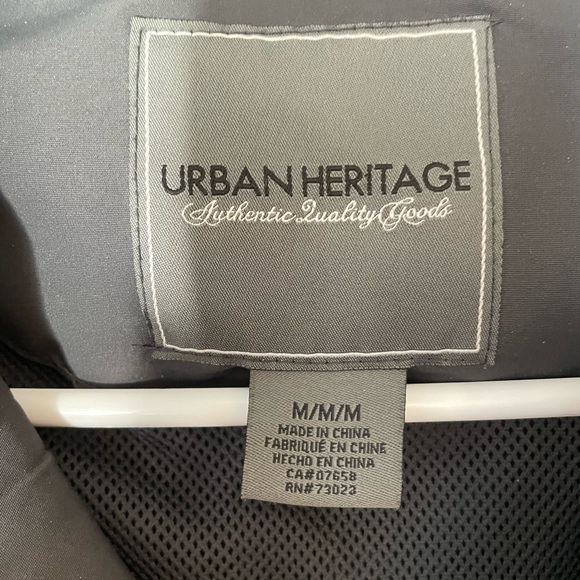 URBAN HERITAGE
Authentic Quality Goods
M/M/M
MADE IN CHINA
FABRIQUÉ EN CHINE
HECHO EN CHINA
CA#07658
RN#73023